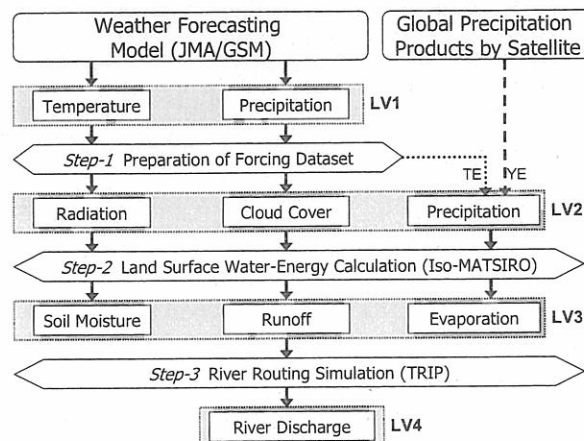 Weather Forecasting
Model (JMA/GSM)
Global Precipitation
Products by Satellite
Temperature
Precipitation
LV1
Step-1 Preparation of Forcing Dataset
TE
YE
Radiation
Cloud Cover
Precipitation
LV2
Step-2 Land Surface Water-Energy Calculation (Iso-MATSIRO)
Soil Moisture
Runoff
Evaporation
LV3
Step-3 River Routing Simulation (TRIP)
River Discharge
LV4